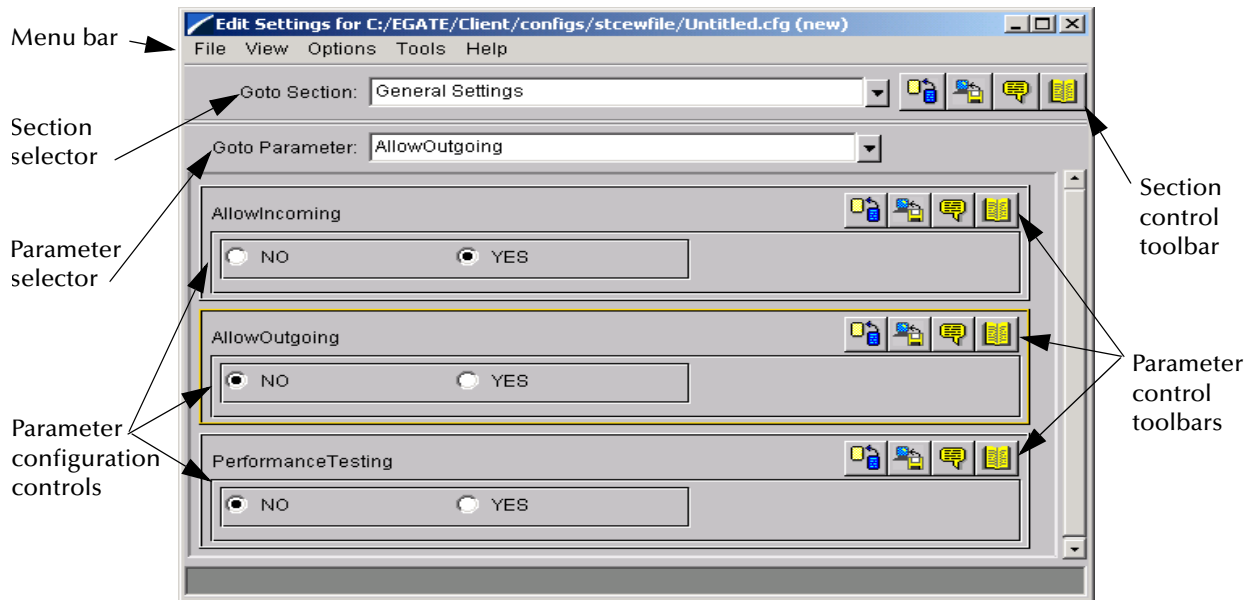 Edit Settings for C:/EGATE/Client/configs/stcewfile/Untitled.cfg (new)
Menu bar
File View Options Tools Help
Goto Section: General Settings
Section
selector
Goto Parameter: AllowOutgoing
Section
control
toolbar
AllowIncoming
NO YES
Parameter
selector
AllowOutgoing
NO YES
Parameter
control
toolbars
Parameter
configuration
controls
PerformanceTesting
NO YES